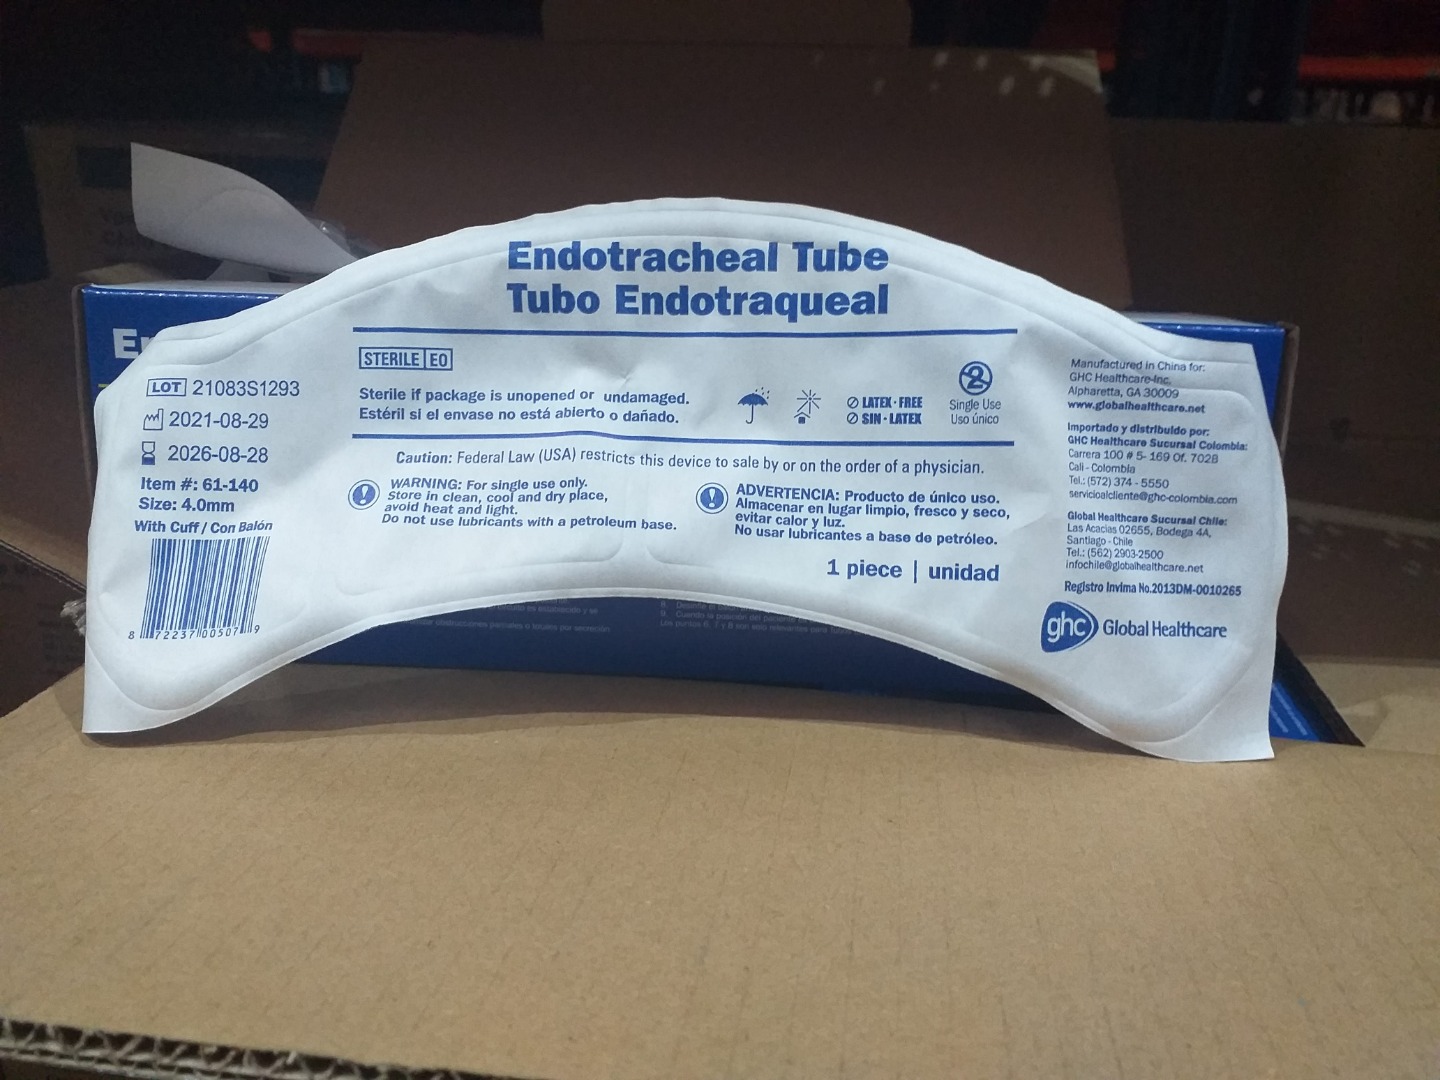 Endotracheal Tube
Tubo Endotraqueal
LOT 21083S1293
2021-08-29
2026-08-28
Item #: 61-140
Size: 4.0mm
With Cuff / Con Balón
8 72237 00507 9
STERILE EO
Sterile if package is unopened or undamaged.
Estéril si el envase no está abierto o dañado.
LATEX-FREE
SIN-LATEX
2
Single Use
Uso único
Caution: Federal Law (USA) restricts this device to sale by or on the order of a physician.
WARNING: For single use only.
Store in clean, cool and dry place,
avoid heat and light.
Do not use lubricants with a petroleum base.
ADVERTENCIA: Producto de único uso.
Almacenar en lugar limpio, fresco y seco,
evitar calor y luz.
No usar lubricantes a base de petróleo.
1 piece | unidad
Manufactured in China for:
GHC Healthcare-Inc.
Alpharetta, GA 30009
www.globalhealthcare.net
Importado y distribuido por:
GHC Healthcare Sucursal Colombia:
Carrera 100 # 5- 169 Of. 702B
Cali - Colombia
Tel.: (572) 374 - 5550
servicioalcliente@ghc-colombia.com
Global Healthcare Sucursal Chile:
Las Acacias 02655, Bodega 4A,
Santiago - Chile
Tel.: (562) 2903-2500
infochile@globalhealthcare.net
Registro Invima No.2013DM-0010265
ghc Global Healthcare